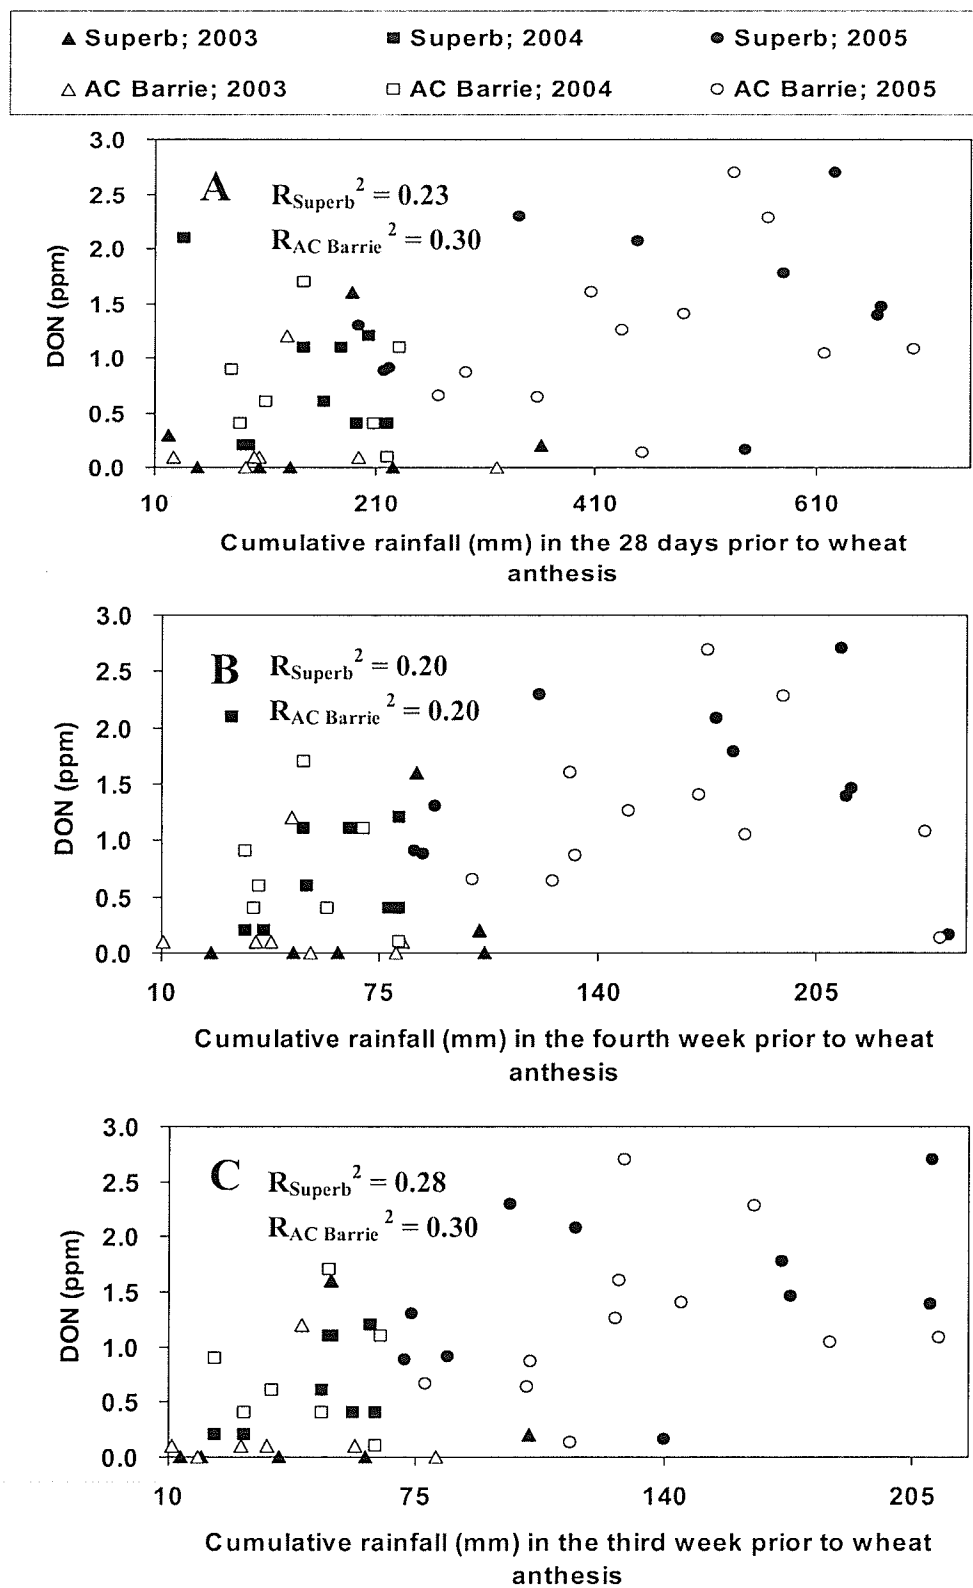 ▲ Superb; 2003 ■ Superb; 2004 ● Superb; 2005
△ AC Barrie; 2003 □ AC Barrie; 2004 ○ AC Barrie; 2005
3.0
2.5
2.0
1.5
1.0
0.5
0.0
DON (ppm)
A
R_Superb² = 0.23
R_AC Barrie² = 0.30
10 210 410 610
Cumulative rainfall (mm) in the 28 days prior to wheat
anthesis
3.0
2.5
2.0
1.5
1.0
0.5
0.0
DON (ppm)
B
R_Superb² = 0.20
R_AC Barrie² = 0.20
10 75 140 205
Cumulative rainfall (mm) in the fourth week prior to wheat
anthesis
3.0
2.5
2.0
1.5
1.0
0.5
0.0
DON (ppm)
C
R_Superb² = 0.28
R_AC Barrie² = 0.30
10 75 140 205
Cumulative rainfall (mm) in the third week prior to wheat
anthesis